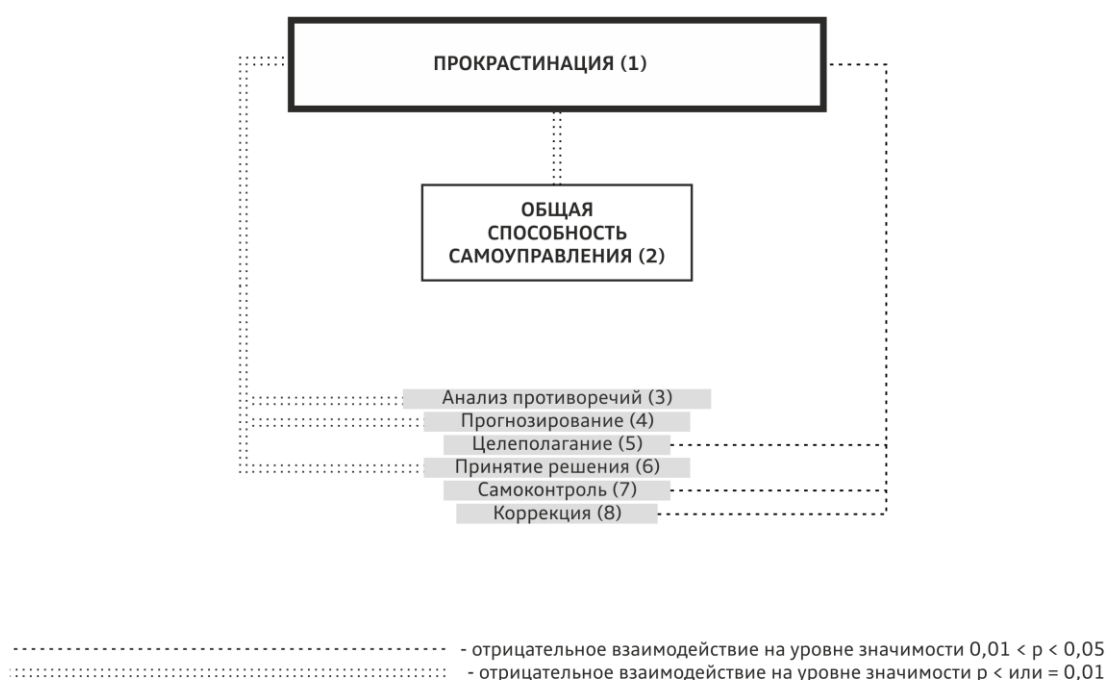 ПРОКРАСТИНАЦИЯ (1)
ОБЩАЯ
СПОСОБНОСТЬ
САМОУПРАВЛЕНИЯ (2)
Анализ противоречий (3)
Прогнозирование (4)
Целеполагание (5)
Принятие решения (6)
Самоконтроль (7)
Коррекция (8)
- отрицательное взаимодействие на уровне значимости 0,01 < p < 0,05
- отрицательное взаимодействие на уровне значимости p < или = 0,01